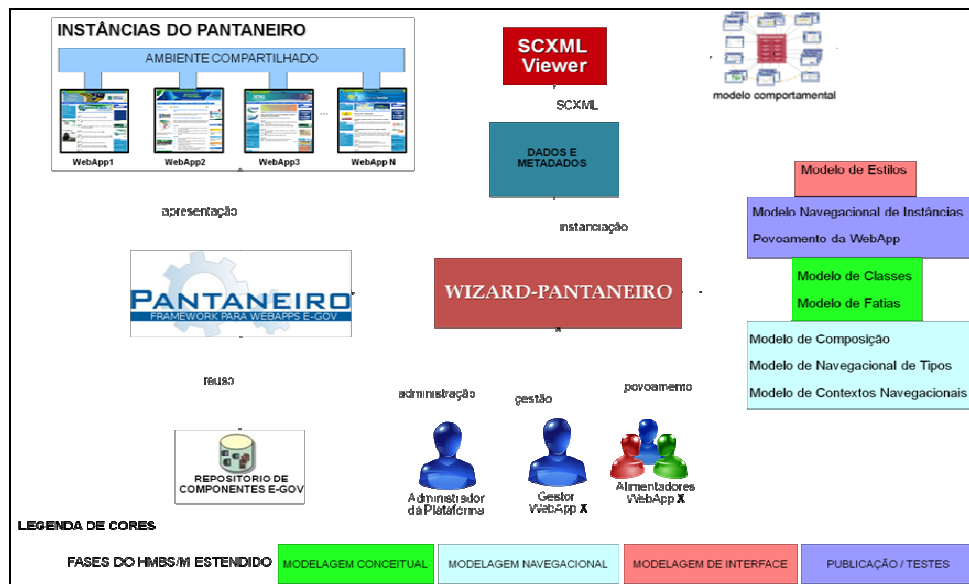 INSTÂNCIAS DO PANTANEIRO
AMBIENTE COMPARTILHADO
...
WebApp1
WebApp2
WebApp3
WebApp N
SCXML
Viewer
SCXML
modelo comportamental
DADOS E
METADADOS
apresentação
instanciação
Modelo de Estilos
Modelo Navegacional de Instâncias
Povoamento da WebApp
Modelo de Classes
Modelo de Fatias
Modelo de Composição
Modelo de Navegacional de Tipos
Modelo de Contextos Navegacionais
PANTANEIRO
FRAMEWORK PARA WEBAPPS E-GOV
WIZARD-PANTANEIRO
reuso
administração
gestão
povoamento
REPOSITORIO DE
COMPONENTES E-GOV
Administrador
da Plataforma
Gestor
WebApp X
Alimentadores
WebApp X
LEGENDA DE CORES
FASES DO HMBS/M ESTENDIDO
MODELAGEM CONCEITUAL
MODELAGEM NAVEGACIONAL
MODELAGEM DE INTERFACE
PUBLICAÇÃO / TESTES